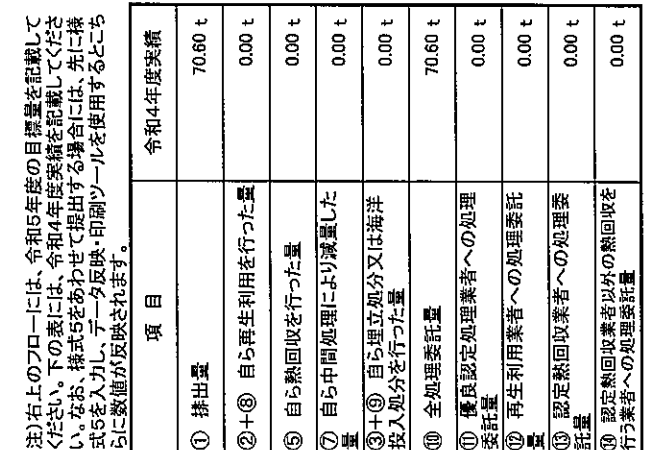 注)右上のフローには、令和5年度の目標量を記載して
ください。下の表には、令和4年度実績を記載してくださ
い。なお、様式5をあわせて提出する場合には、先に様
式5を入力し、データ反映・印刷ツールを使用するとこち
らに数値が反映されます。
項 目 令和4年度実績
① 排出量 70.60 t
②+⑧ 自ら再生利用を行った量 0.00 t
⑤ 自ら熱回収を行った量 0.00 t
⑦ 自ら中間処理により減量した
量 0.00 t
③+⑨ 自ら埋立処分又は海洋
投入処分を行った量 0.00 t
⑩ 全処理委託量 70.60 t
⑪ 優良認定処理業者への処理
委託量 0.00 t
⑫ 再生利用業者への処理委託
量 0.00 t
⑬ 認定熱回収業者への処理委
託量 0.00 t
⑭ 認定熱回収業者以外の熱回収を
行う業者への処理委託量 0.00 t